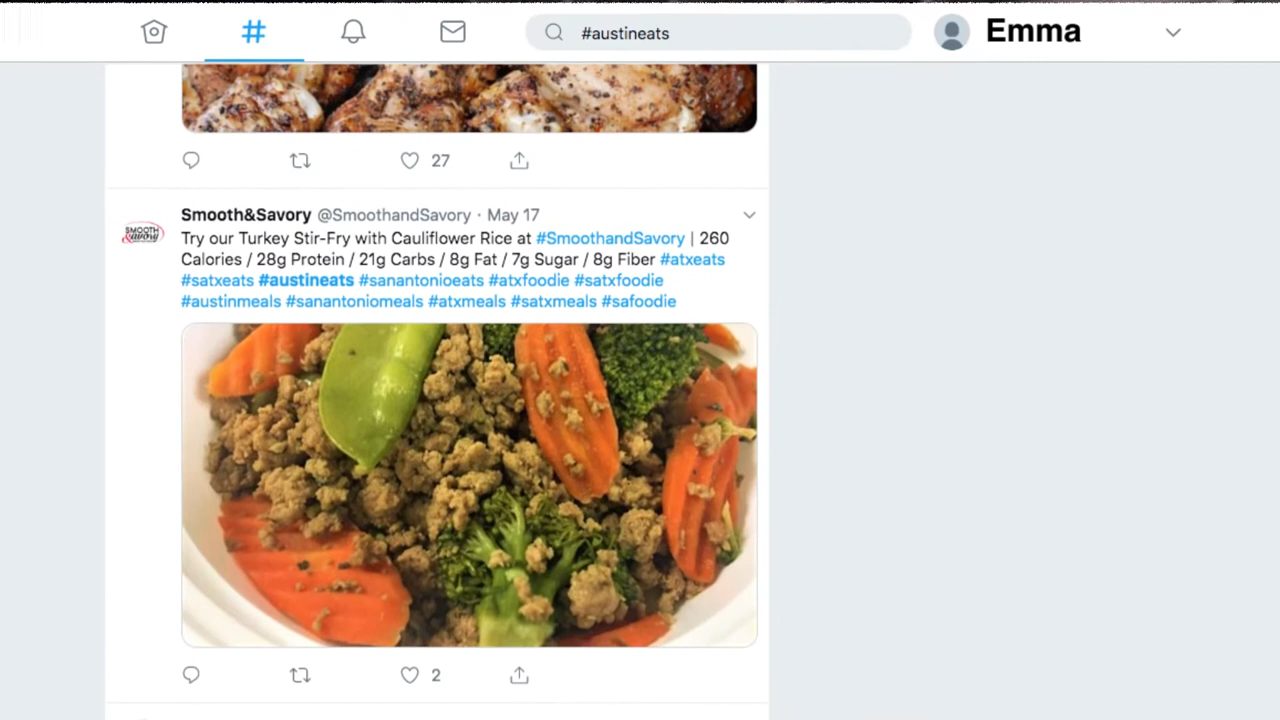 #
#austineats
Emma
27
Smooth&Savory @SmoothandSavory · May 17
SMOOTH
&Savory
Try our Turkey Stir-Fry with Cauliflower Rice at #SmoothandSavory | 260
Calories / 28g Protein / 21g Carbs / 8g Fat / 7g Sugar / 8g Fiber #atxeats
#satxeats #austineats #sanantonioeats #atxfoodie #satxfoodie
#austinmeals #sanantoniomeals #atxmeals #satxmeals #safoodie
2